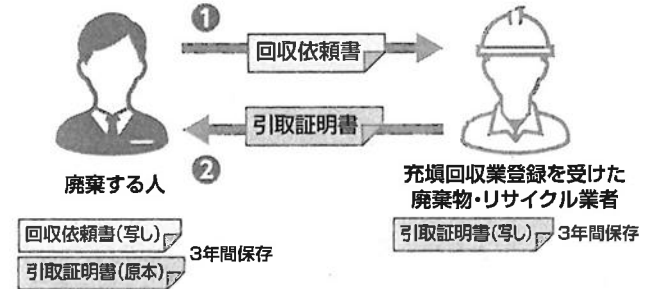 ❶
回収依頼書
引取証明書
❷
廃棄する人
充塡回収業登録を受けた
廃棄物・リサイクル業者
回収依頼書(写し)
引取証明書(原本)
3年間保存
引取証明書(写し)
3年間保存